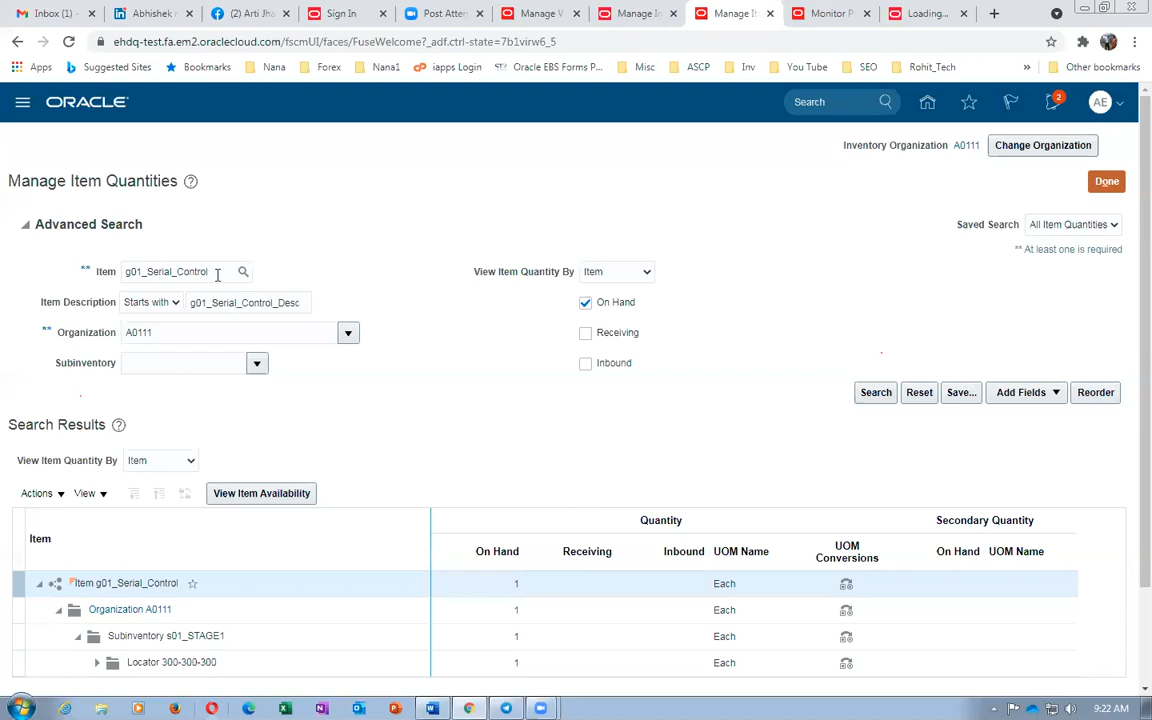 Inbox (1,0
Abhishek r
(2) Arti Jha
Sign In
Post Atten
Manage V
Manage In
Manage It
Monitor P
Loading...
ehdq-test.fa.em2.oraclecloud.com/fscmUI/faces/FuseWelcome?_adf.ctrl-state=7b1virw6_5
Apps
Suggested Sites
Bookmarks
Nana
Forex
Nana1
iapps Login
Oracle EBS Forms P...
Misc
ASCP
Inv
You Tube
SEO
Rohit_Tech
»
Other bookmarks
ORACLE
Search
2
AE
Inventory Organization A0111 Change Organization
Manage Item Quantities
Done
Advanced Search
Saved Search All Item Quantities
** At least one is required
** Item g01_Serial_Control
View Item Quantity By Item
Item Description Starts with g01_Serial_Control_Desc
On Hand
** Organization A0111
Receiving
Subinventory
Inbound
Search Reset Save... Add Fields Reorder
Search Results
View Item Quantity By Item
Actions View View Item Availability
Quantity
Secondary Quantity
Item
On Hand Receiving Inbound UOM Name UOM Conversions On Hand UOM Name
Item g01_Serial_Control 1 Each
Organization A0111 1 Each
Subinventory s01_STAGE1 1 Each
Locator 300-300-300 1 Each
9:22 AM